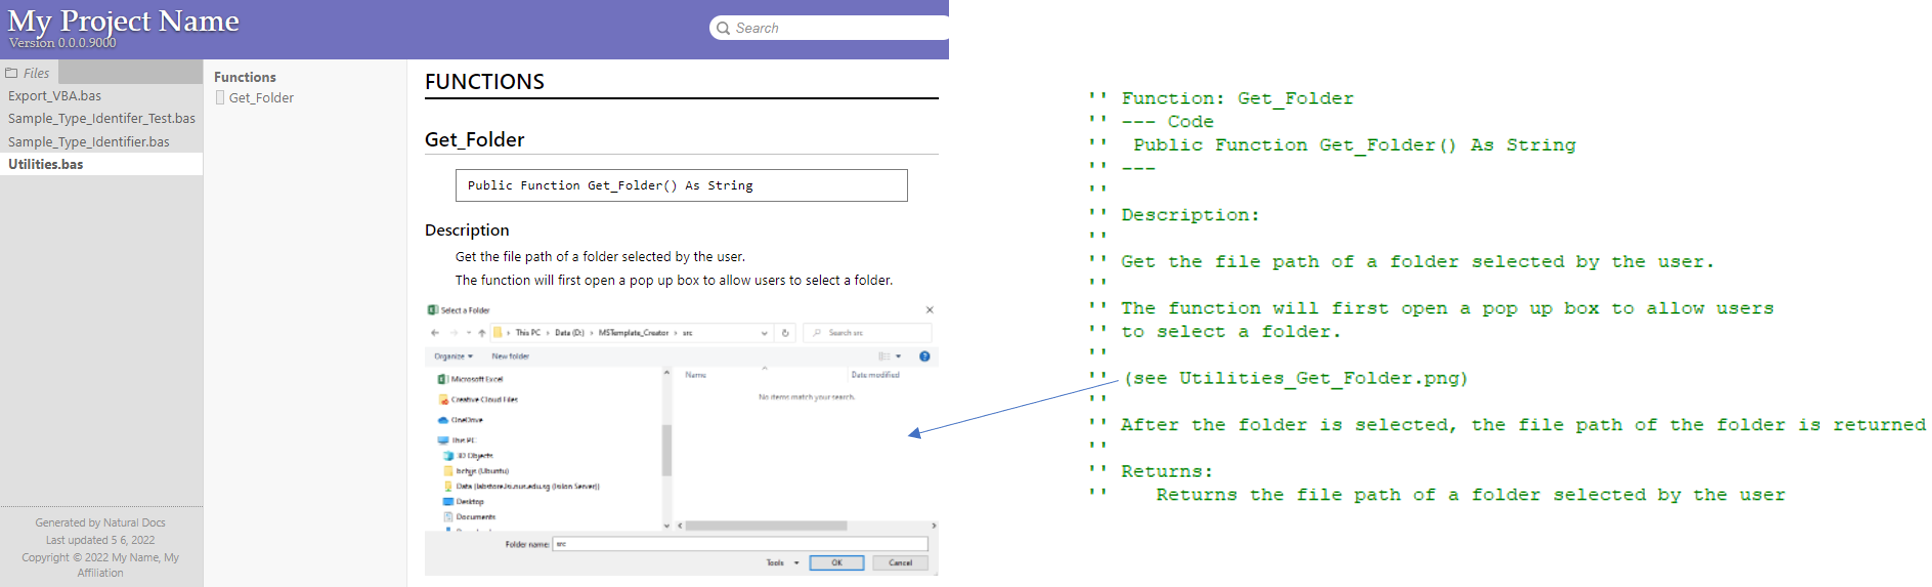 My Project Name
Version 0.0.0.9000
Search
Files
Export_VBA.bas
Sample_Type_Identifer_Test.bas
Sample_Type_Identifier.bas
Utilities.bas
Generated by Natural Docs
Last updated 5 6, 2022
Copyright © 2022 My Name, My
Affiliation
Functions
Get_Folder
FUNCTIONS
Get_Folder
Public Function Get_Folder() As String
Description
Get the file path of a folder selected by the user.
The function will first open a pop up box to allow users to select a folder.
Select a Folder
This PC › Data (D:) › MSTemplate_Creator › src
Search src
Organize
New folder
Name
Date modified
No items match your search.
Microsoft Excel
Creative Cloud Files
OneDrive
This PC
3D Objects
(Ubuntu)
Data
Desktop
Documents
Folder name: src
Tools
OK
Cancel
'' Function: Get_Folder
'' --- Code
''  Public Function Get_Folder() As String
'' ---
''
'' Description:
''
'' Get the file path of a folder selected by the user.
''
'' The function will first open a pop up box to allow users
'' to select a folder.
''
'' (see Utilities_Get_Folder.png)
''
'' After the folder is selected, the file path of the folder is returned
''
'' Returns:
''    Returns the file path of a folder selected by the user